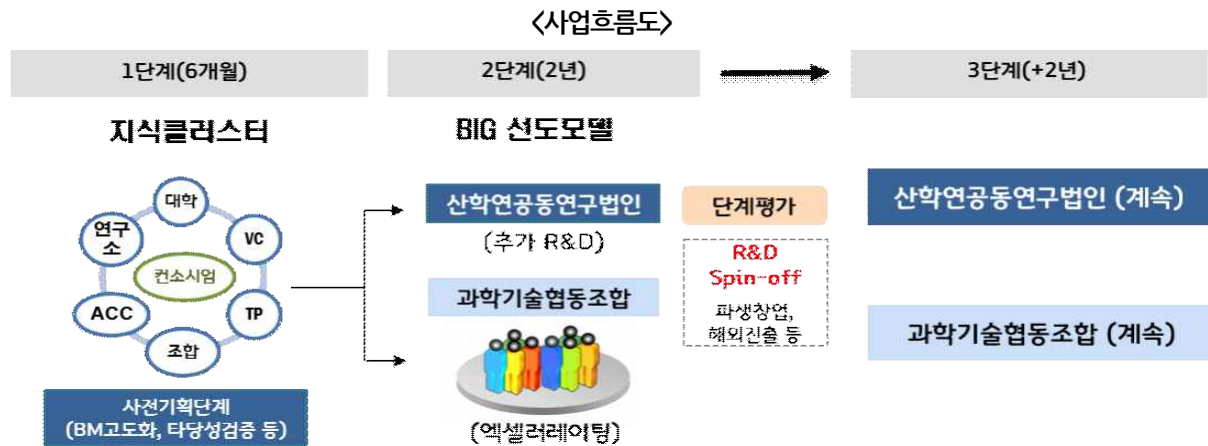 <사업흐름도>
1단계(6개월)
2단계(2년)
3단계(+2년)
지식클러스터
BIG 선도모델
대학
연구
소
VC
컨소시엄
ACC
TP
조합
사전기획단계
(BM고도화, 타당성검증 등)
산학연공동연구법인
(추가 R&D)
과학기술협동조합
(엑셀러레이팅)
단계평가
R&D
Spin-off
파생창업,
해외진출 등
산학연공동연구법인 (계속)
과학기술협동조합 (계속)